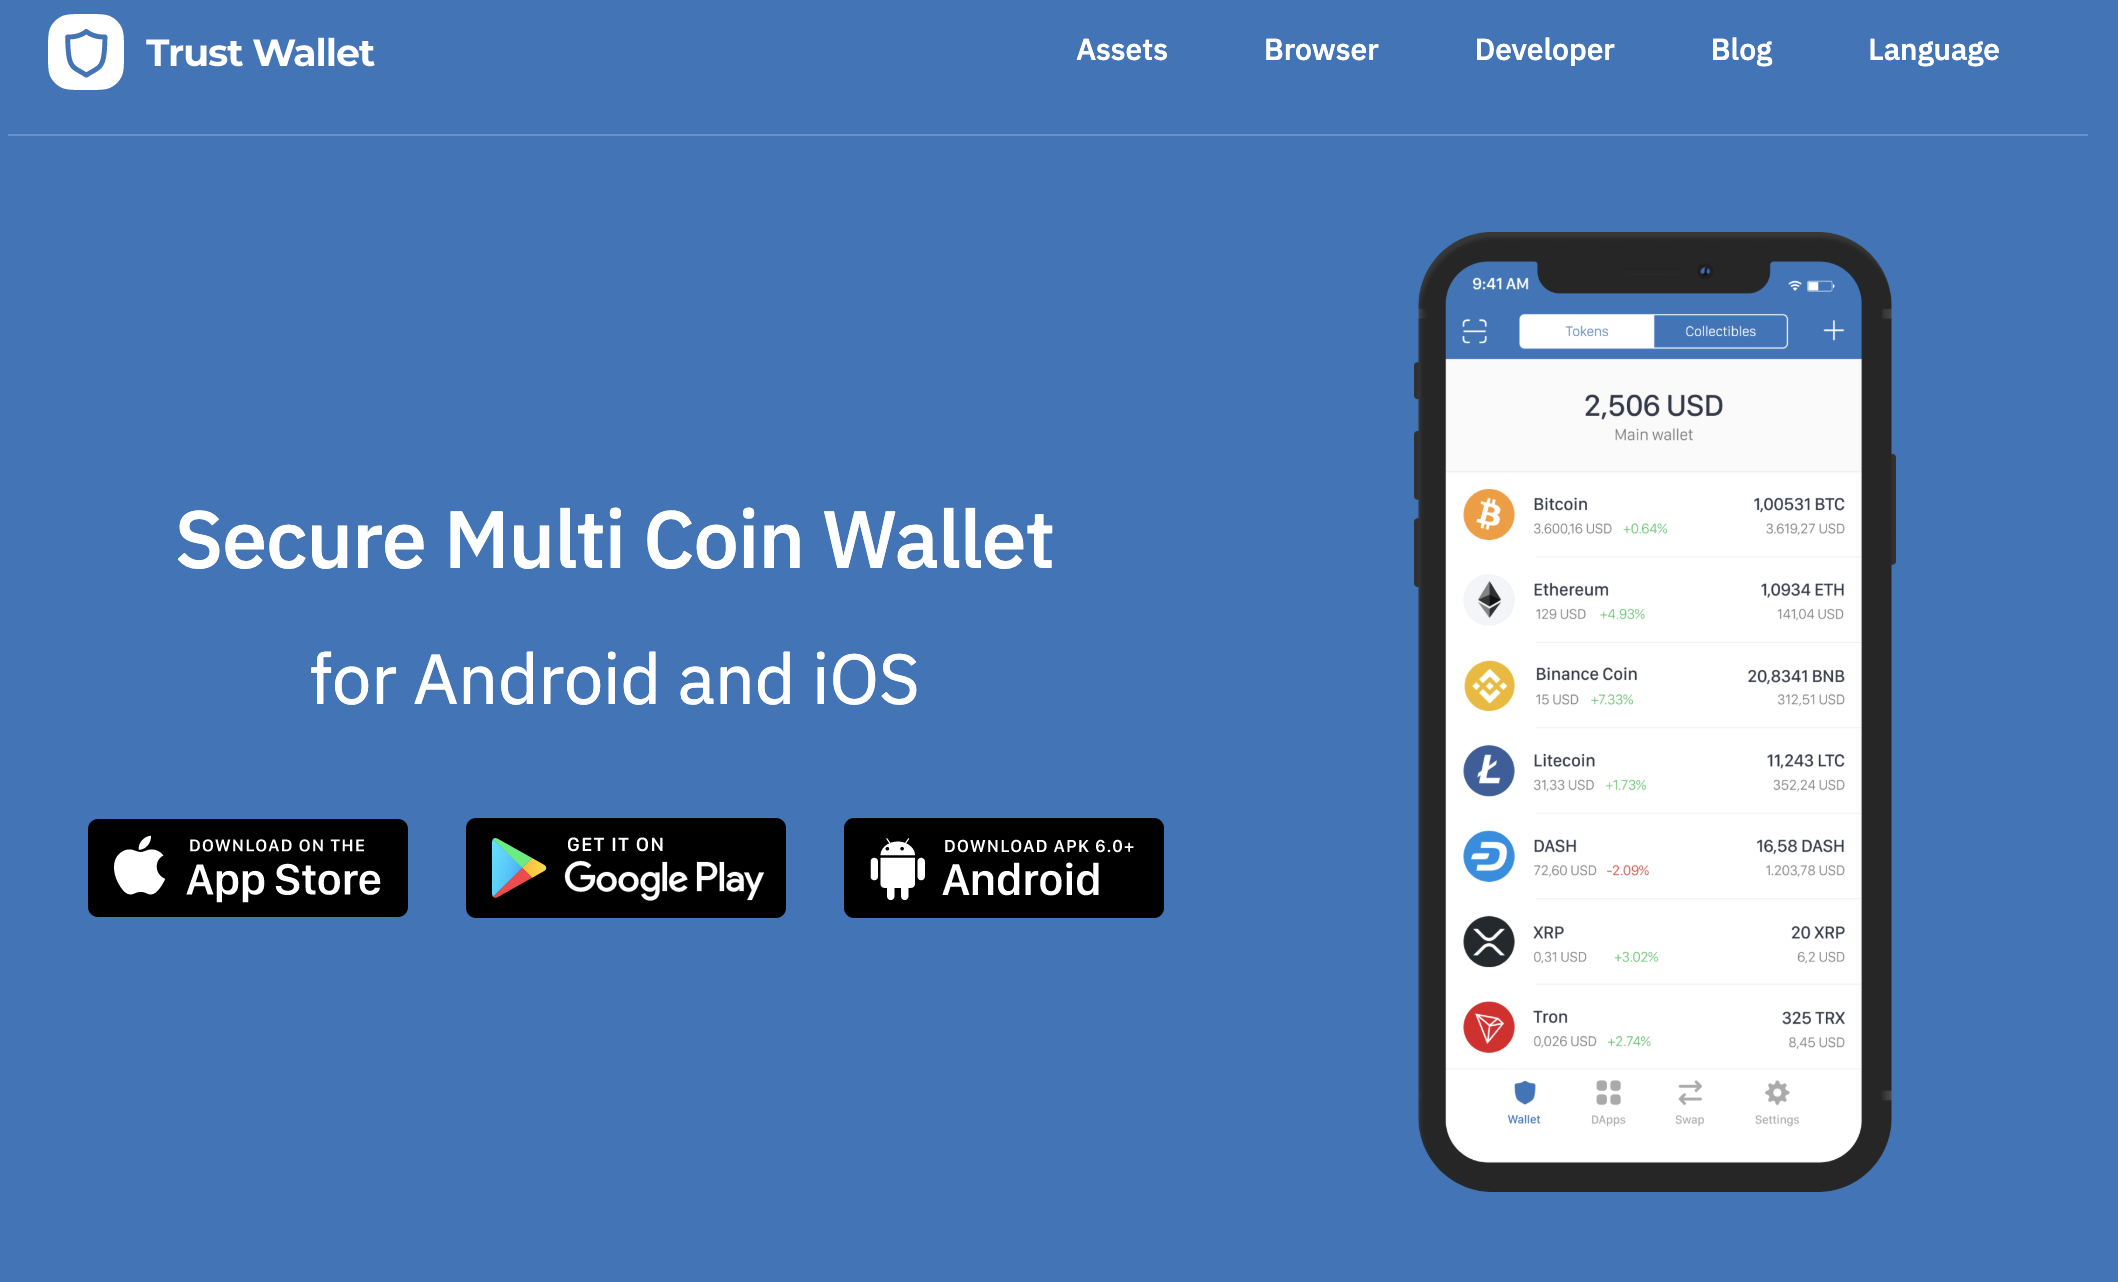 Trust Wallet
Assets Browser Developer Blog Language
Secure Multi Coin Wallet
for Android and iOS
DOWNLOAD ON THE
App Store
GET IT ON
Google Play
DOWNLOAD APK 6.0+
Android
9:41 AM
Tokens Collectibles
2,506 USD
Main wallet
Bitcoin 1,00531 BTC
3.600,16 USD +0.64% 3.619,27 USD
Ethereum 1,0934 ETH
129 USD +4.93% 141,04 USD
Binance Coin 20,8341 BNB
15 USD +7.33% 312,51 USD
Litecoin 11,243 LTC
31,33 USD +1.73% 352,24 USD
DASH 16,58 DASH
72,60 USD -2.09% 1.203,78 USD
XRP 20 XRP
0,31 USD +3.02% 6,2 USD
Tron 325 TRX
0,026 USD +2.74% 8,45 USD
Wallet DApps Swap Settings